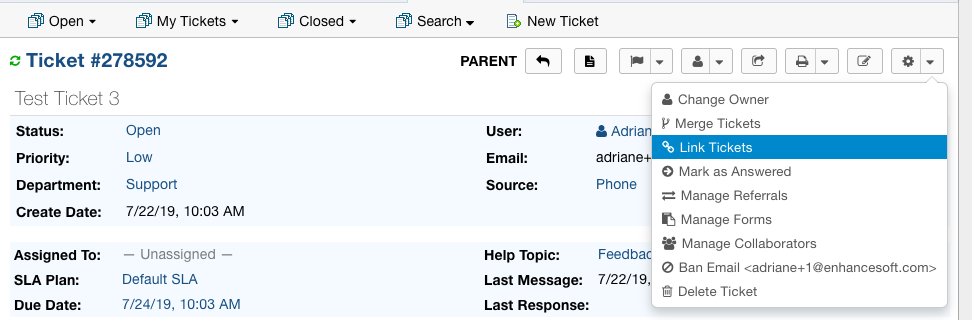 Open My Tickets Closed Search New Ticket
Ticket #278592 PARENT
Test Ticket 3
Change Owner
Merge Tickets
Link Tickets
Mark as Answered
Manage Referrals
Manage Forms
Manage Collaborators
Ban Email <adriane+1@enhancesoft.com>
Delete Ticket
Status: Open User: Adrian
Priority: Low Email: adriane+
Department: Support Source: Phone
Create Date: 7/22/19, 10:03 AM
Assigned To: — Unassigned — Help Topic: Feedbac
SLA Plan: Default SLA Last Message: 7/22/19,
Due Date: 7/24/19, 10:03 AM Last Response: